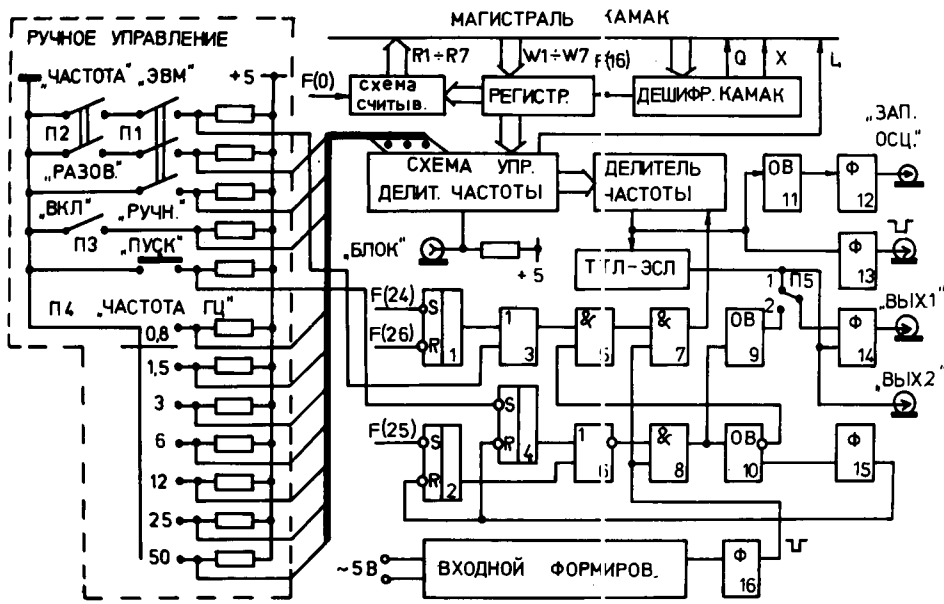 МАГИСТРАЛЬ КАМАК
РУЧНОЕ УПРАВЛЕНИЕ
„ЧАСТОТА" „ЭВМ" +5
П2 П1
„РАЗОВ."
„ВКЛ" „РУЧН."
П3 „ПУСК"
П4 „ЧАСТОТА ГЦ"
0,8
1,5
3
6
12
25
50
R1÷R7 W1÷W7 F(16) Q X L
F(0) Схема считыв.
РЕГИСТР.
ДЕШИФР. КАМАК
СХЕМА УПР.
ДЕЛИТ. ЧАСТОТЫ
ДЕЛИТЕЛЬ
ЧАСТОТЫ
ОВ 11
Ф 12
„ЗАП.
ОСЦ."
„БЛОК"
+5
ТТЛ-ЭСЛ
Ф 13
1 П5
2
F(24) S
F(26) R 1
1 3
& 5
& 7
ОВ 9
Ф 14
„ВЫХ1"
„ВЫХ2"
S
R 4
F(25) S
R 2
1 6
& 8
ОВ 10
Ф 15
~5В
ВХОДНОЙ ФОРМИРОВ.
Ф 16